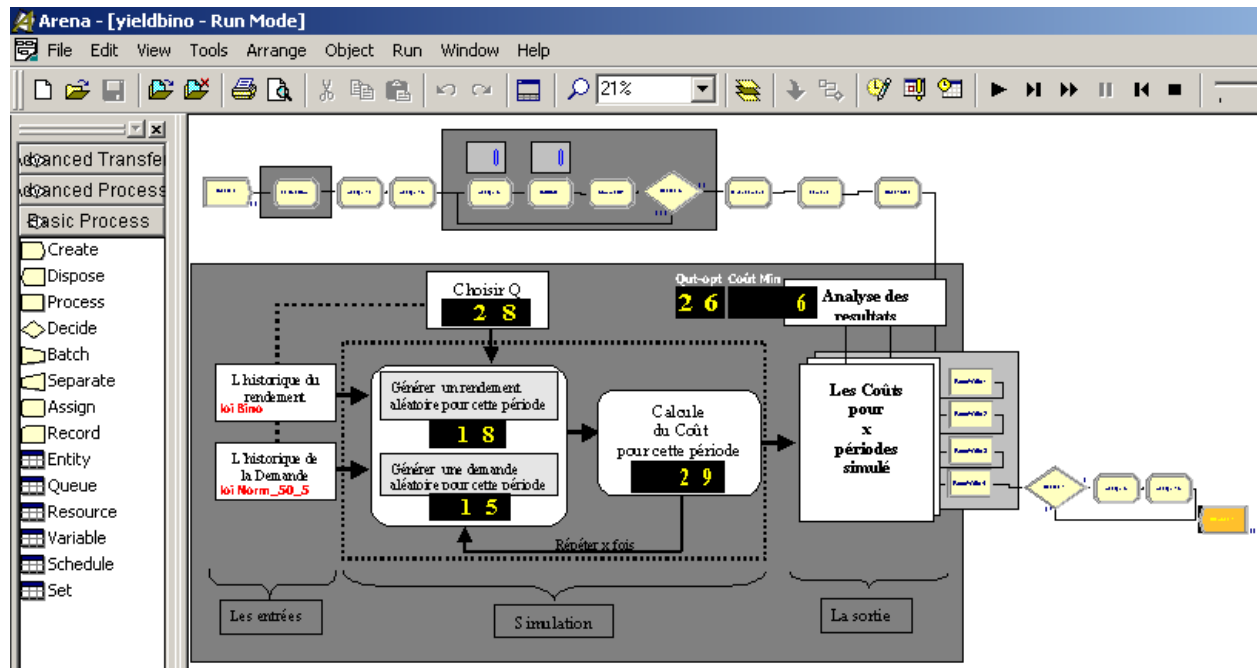 Arena - [yieldbino - Run Mode]
File Edit View Tools Arrange Object Run Window Help
21%
Advanced Transfer
Advanced Process
Basic Process
Create
Dispose
Process
Decide
Batch
Separate
Assign
Record
Entity
Queue
Resource
Variable
Schedule
Set
0 0
Choisir Q
2 8
Qut-opt Coût Min
2 6 6
Analyse des
resultats
L historique du
rendement
loi Bino
L historique de
la Demande
loi Norm_50_5
Générer un rendement
aléatoire pour cette période
1 8
Générer une demande
aléatoire pour cette période
1 5
Calcule
du Coût
pour cette période
2 9
Répéter x fois
Les Coûts
pour
x
périodes
simulé
Les entrées
Simulation
La sortie